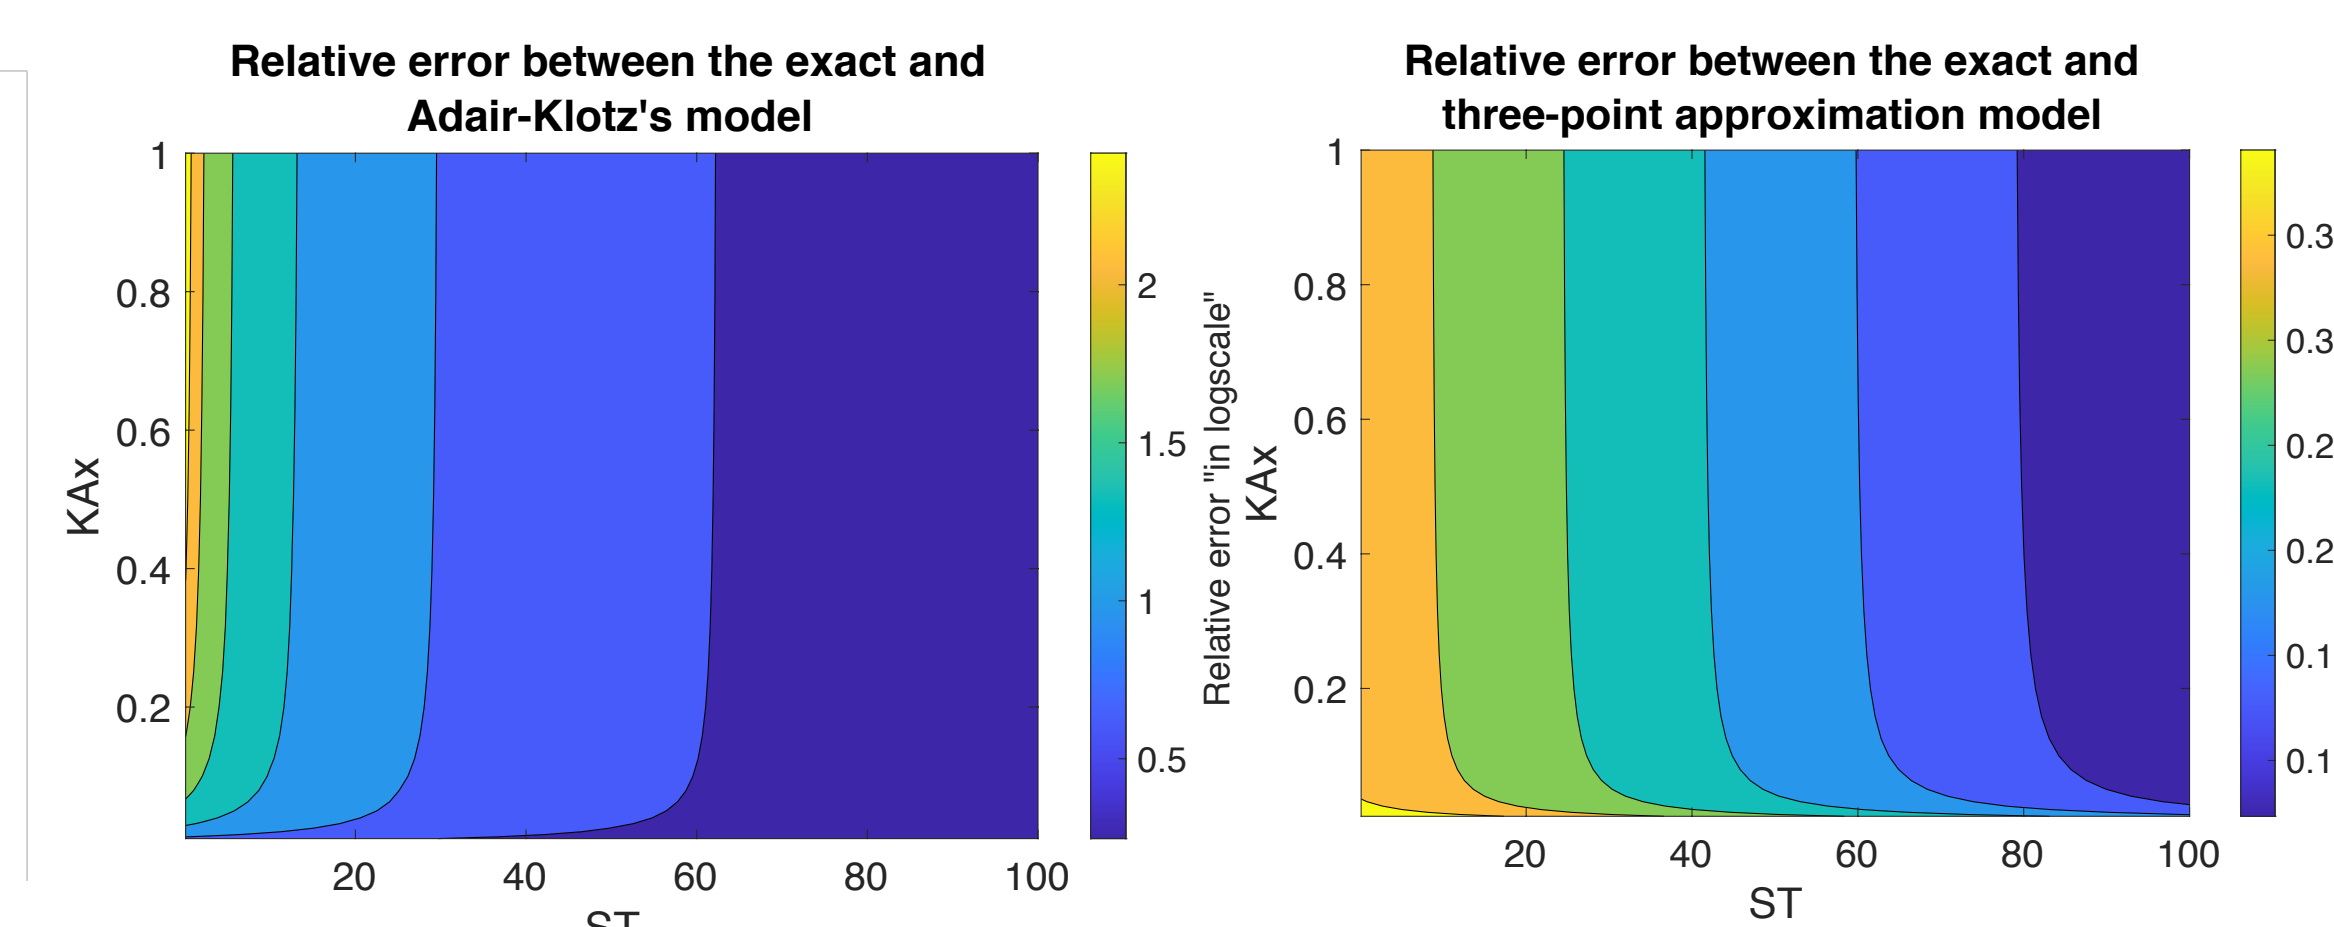 Relative error between the exact and
Adair-Klotz's model
1
0.8
0.6
0.4
0.2
KAx
20 40 60 80 100
ST
2
1.5
1
0.5
Relative error "in logscale"
Relative error between the exact and
three-point approximation model
1
0.8
0.6
0.4
0.2
KAx
20 40 60 80 100
ST
0.3
0.3
0.2
0.2
0.1
0.1